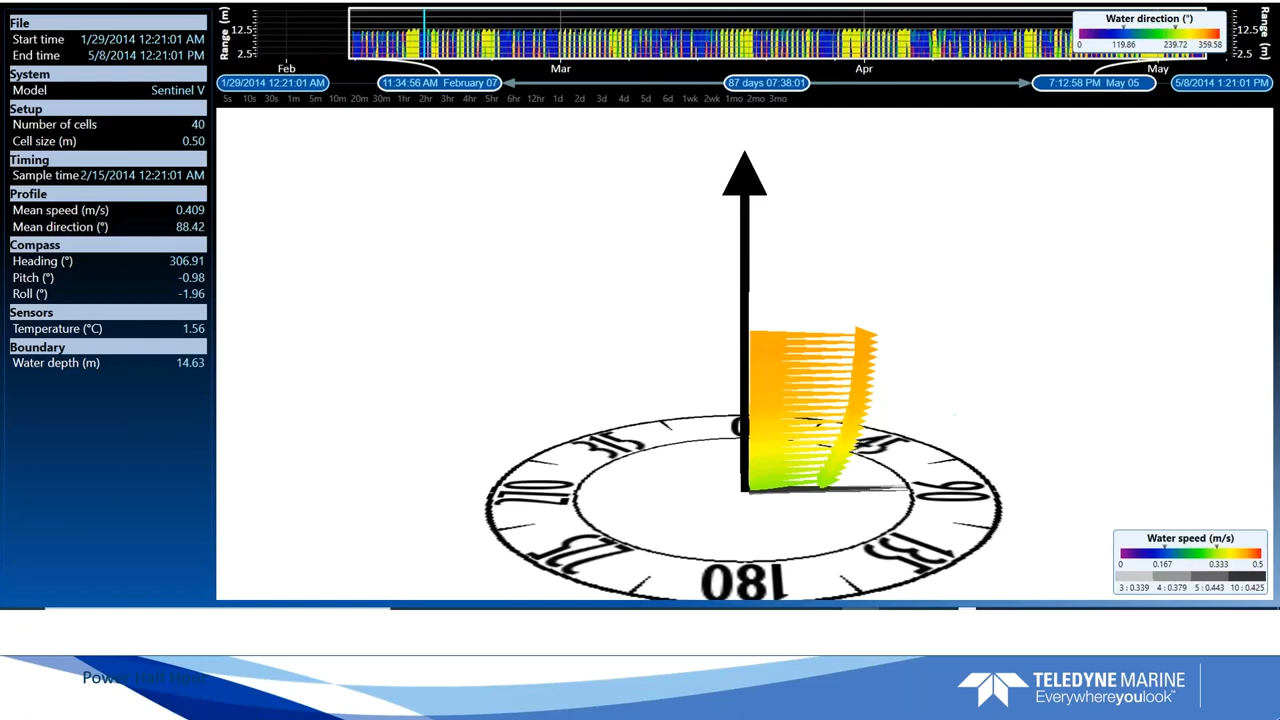 File
Start time 1/29/2014 12:21:01 AM
End time 5/8/2014 12:21:01 PM
System
Model Sentinel V
Setup
Number of cells 40
Cell size (m) 0.50
Timing
Sample time 2/15/2014 12:21:01 AM
Profile
Mean speed (m/s) 0.409
Mean direction (°) 88.42
Compass
Heading (°) 306.91
Pitch (°) -0.98
Roll (°) -1.96
Sensors
Temperature (°C) 1.56
Boundary
Water depth (m) 14.63
Range (m)
12.5
2.5
Water direction (°)
0 119.86 239.72 359.58
Range (m)
12.5
2.5
Feb Mar Apr May
1/29/2014 12:21:01 AM 11:34:56 AM February 07 87 days 07:38:01 7:12:58 PM May 05 5/8/2014 1:21:01 PM
5s 10s 30s 1m 5m 10m 20m 30m 1hr 2hr 3hr 4hr 5hr 6hr 12hr 1d 2d 3d 4d 5d 6d 1wk 2wk 1mo 2mo 3mo
0
315 45
270 90
225 135
180
Water speed (m/s)
0 0.167 0.333 0.5
3 : 0.339 4 : 0.379 5 : 0.443 10 : 0.425
Power Half Hour
TELEDYNE MARINE
Everywhereyoulook™